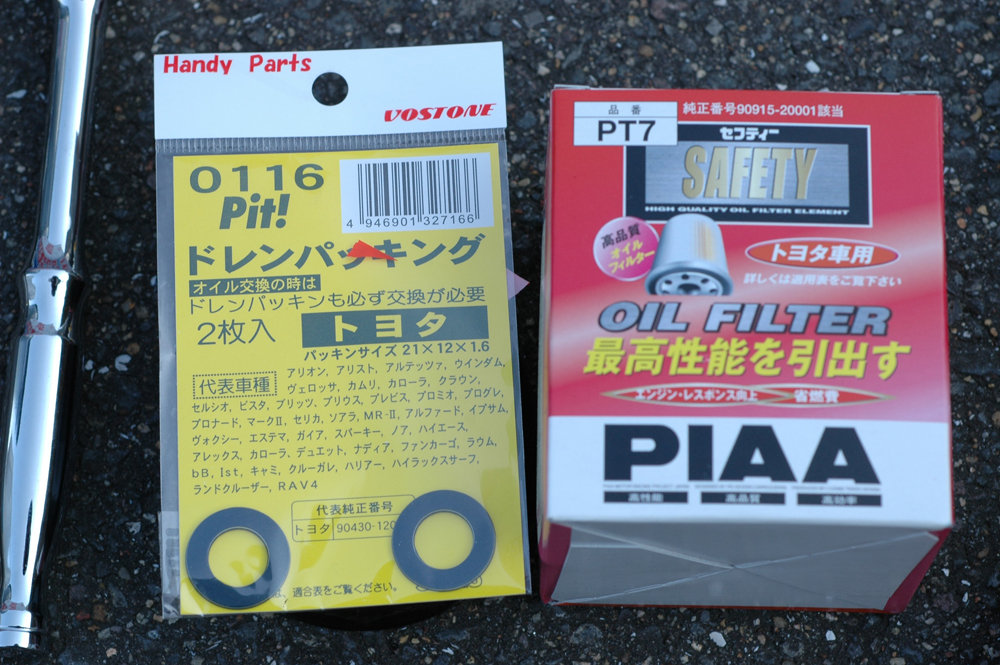 Handy Parts
VOSTONE
0116
Pit!
4 946901 327166
ドレンパッキング
オイル交換の時は
ドレンパッキンも必ず交換が必要
2枚入
トヨタ
パッキンサイズ 21×12×1.6
代表車種
アリオン, アリスト, アルテッツァ, ウインダム,
ヴェロッサ, カムリ, カローラ, クラウン,
セルシオ, ビスタ, ブリッツ, プリウス, プレビス, プロミオ, プログレ,
プロナード, マークⅡ, セリカ, ソアラ, MR-Ⅱ, アルファード, イプサム,
ヴォクシー, エステマ, ガイア, スパーキー, ノア, ハイエース,
アレックス, カローラ, デュエット, ナディア, ファンカーゴ, ラウム,
bB, Ist, キャミ, クルーガレ, ハリアー, ハイラックスサーフ,
ランドクルーザー, RAV4
代表純正番号
トヨタ 90430-120
適合表をご覧ください。
品番
PT7
純正番号90915-20001該当
セフティー
SAFETY
HIGH QUALITY OIL FILTER ELEMENT
高品質
オイル
フィルター
トヨタ車用
詳しくは適用表をご覧下さい
OIL FILTER
最高性能を引出す
エンジン・レスポンス向上
省燃費
PIAA
高性能
高品質
高効率